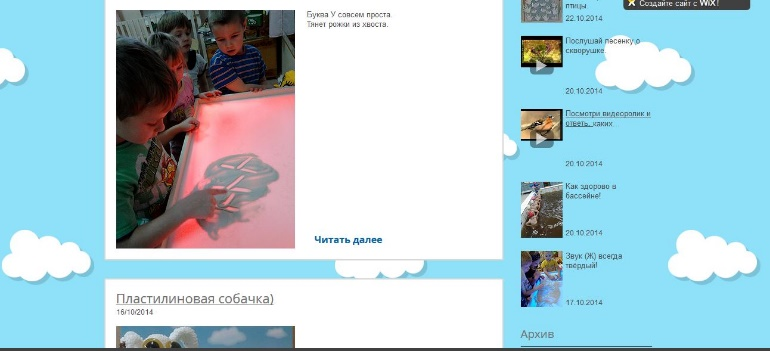 Буква У совсем проста.
Тянет рожки из хвоста.
Читать далее
Пластилиновая собачка)
16/10/2014
Создайте сайт с WiX!
птицы.
22.10.2014
Послушай песенку о
скворушке.
20.10.2014
Посмотри видеоролик и
ответь, каких
20.10.2014
Как здорово в
бассейне!
20.10.2014
Звук (Ж) всегда
твёрдый!
17.10.2014
Архив